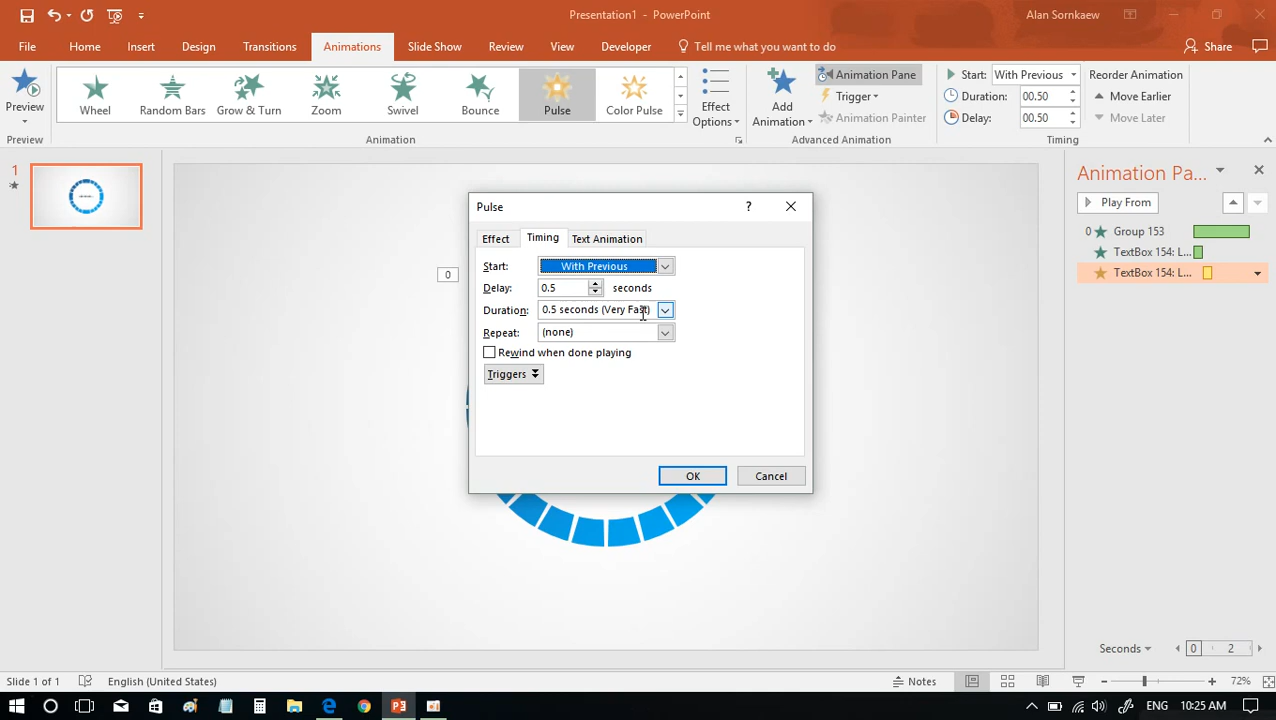 Presentation1 - PowerPoint
Alan Sornkaew
File Home Insert Design Transitions Animations Slide Show Review View Developer Tell me what you want to do Share
Preview
Wheel Random Bars Grow & Turn Zoom Swivel Bounce Pulse Color Pulse
Effect Options
Add Animation
Animation Pane
Trigger
Animation Painter
Start: With Previous
Duration: 00.50
Delay: 00.50
Reorder Animation
Move Earlier
Move Later
Preview Animation Advanced Animation Timing
1
0
Pulse
?
Effect Timing Text Animation
Start: With Previous
Delay: 0.5 seconds
Duration: 0.5 seconds (Very Fast)
Repeat: (none)
Rewind when done playing
Triggers
OK Cancel
Animation Pa...
Play From
0 Group 153
TextBox 154: L...
TextBox 154: L...
Seconds 0 2
Slide 1 of 1 English (United States) Notes 72%
ENG 10:25 AM